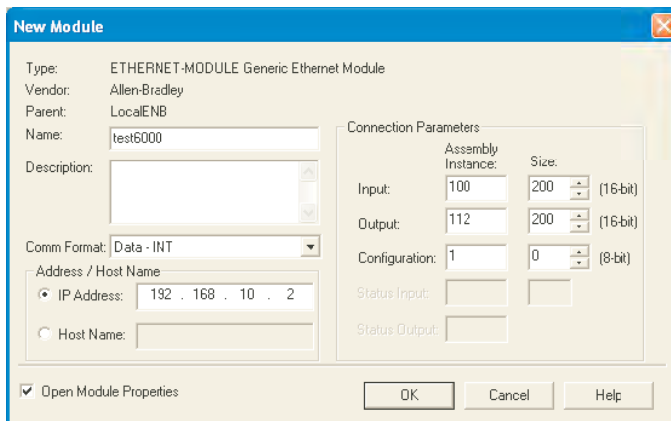 New Module
Type: ETHERNET-MODULE Generic Ethernet Module
Vendor: Allen-Bradley
Parent: LocalENB
Name: test6000
Description:
Comm Format: Data - INT
Address / Host Name
IP Address: 192 . 168 . 10 . 2
Host Name:
Connection Parameters
Assembly
Instance: Size:
Input: 100 200 (16-bit)
Output: 112 200 (16-bit)
Configuration: 1 0 (8-bit)
Status Input:
Status Output:
Open Module Properties
OK Cancel Help